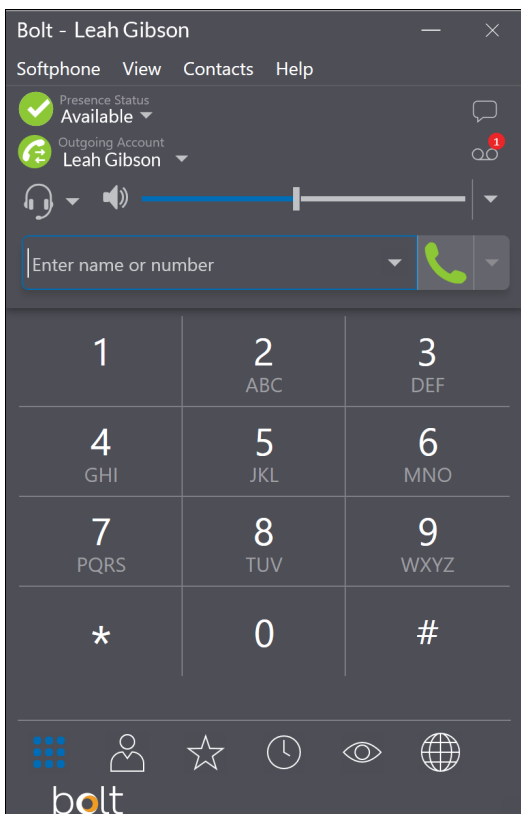 Bolt - Leah Gibson
Softphone View Contacts Help
Presence Status
Available
Outgoing Account
Leah Gibson
1
Enter name or number
1 2 3
ABC DEF
4 5 6
GHI JKL MNO
7 8 9
PQRS TUV WXYZ
* 0 #
bolt